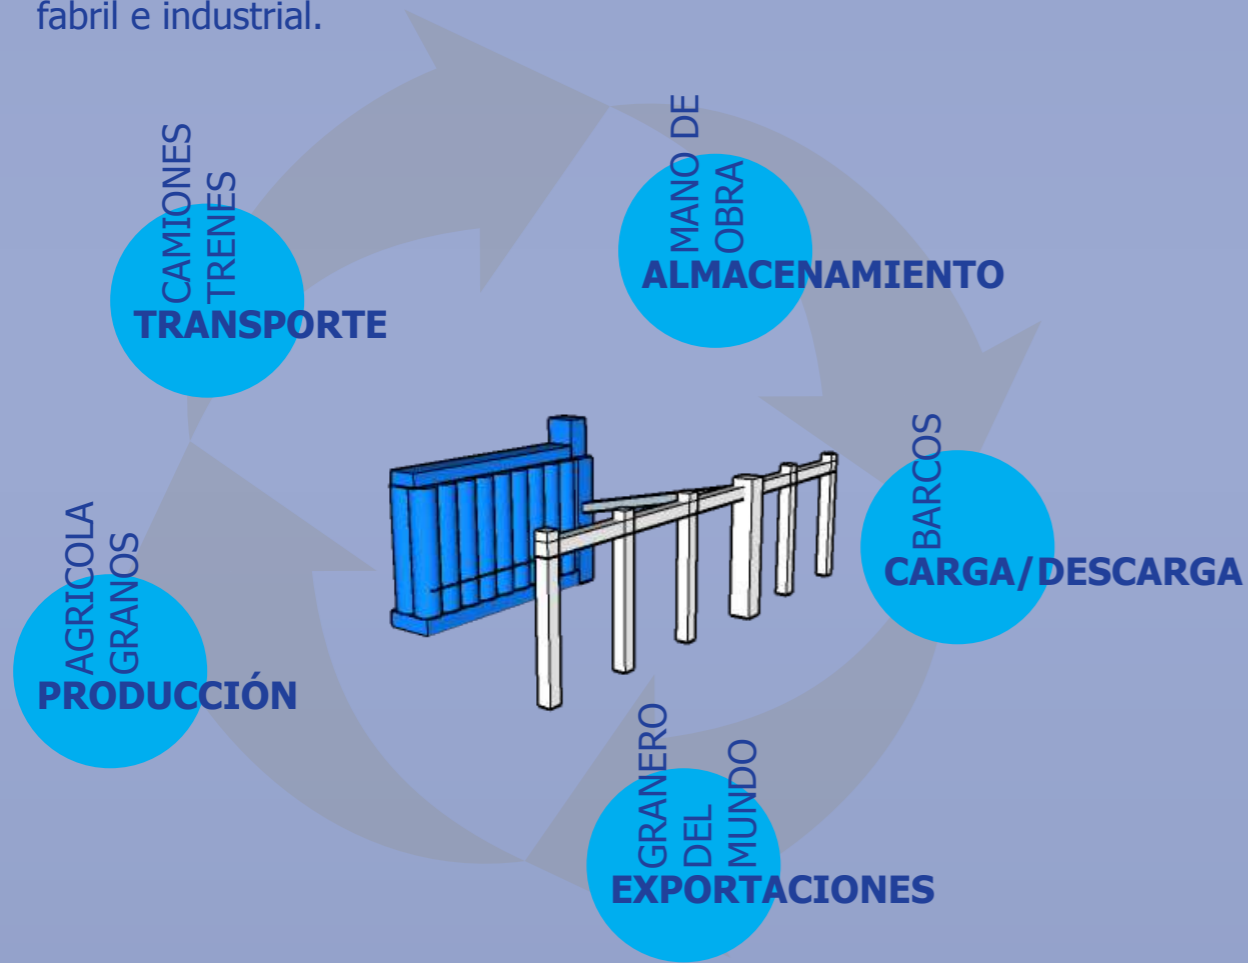 fabril e industrial.
CAMIONES
TRENES
TRANSPORTE
MANO DE
OBRA
ALMACENAMIENTO
BARCOS
CARGA/DESCARGA
GRANERO
DEL
MUNDO
EXPORTACIONES
AGRICOLA
GRANOS
PRODUCCIÓN